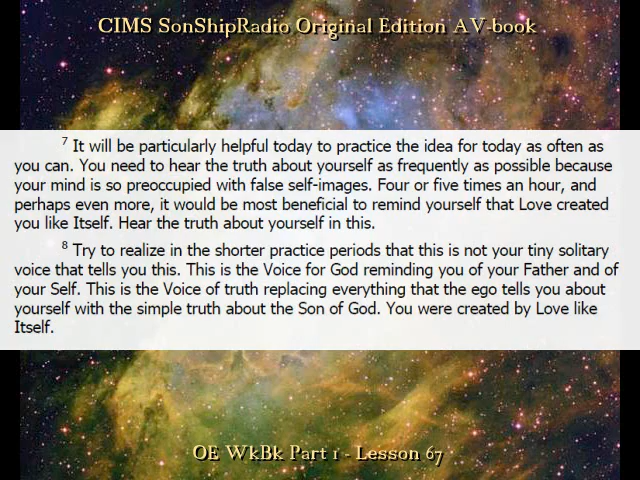 CIMS SonShipRadio Original Edition AV-book
7 It will be particularly helpful today to practice the idea for today as often as
you can. You need to hear the truth about yourself as frequently as possible because
your mind is so preoccupied with false self-images. Four or five times an hour, and
perhaps even more, it would be most beneficial to remind yourself that Love created
you like Itself. Hear the truth about yourself in this.
8 Try to realize in the shorter practice periods that this is not your tiny solitary
voice that tells you this. This is the Voice for God reminding you of your Father and of
your Self. This is the Voice of truth replacing everything that the ego tells you about
yourself with the simple truth about the Son of God. You were created by Love like
Itself.
OE WkBk Part 1 - Lesson 67